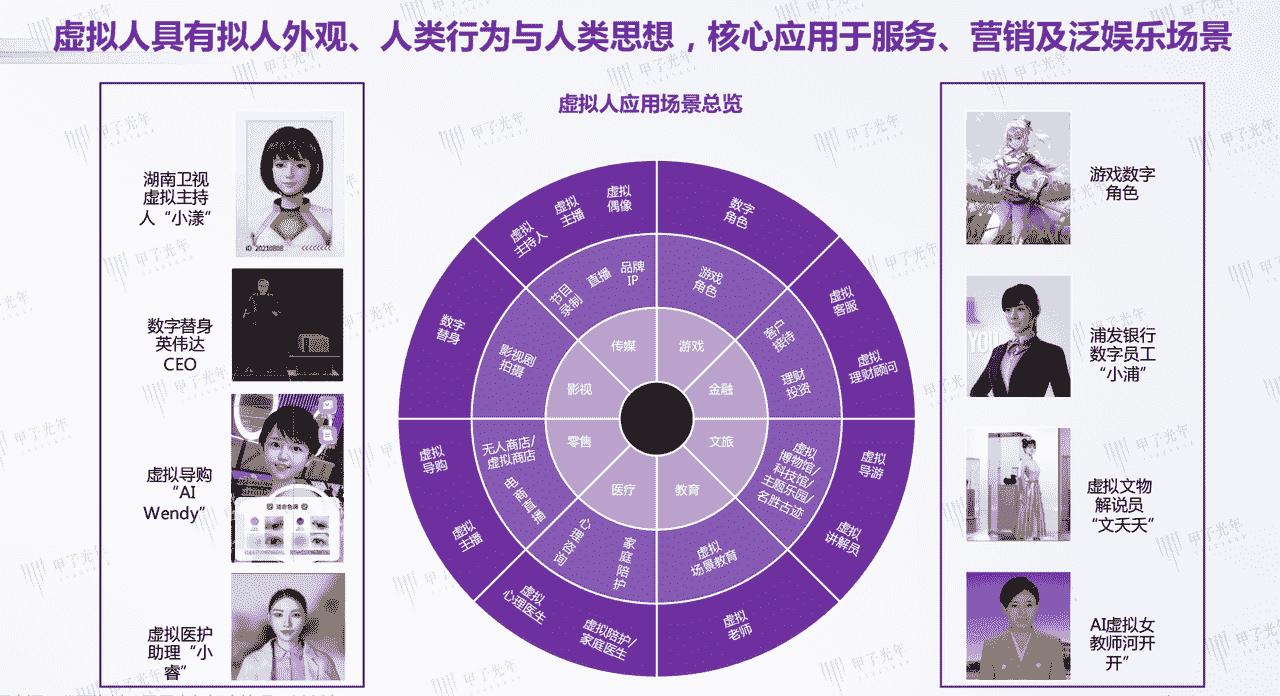 虚拟人具有拟人外观、人类行为与人类思想，核心应用于服务、营销及泛娱乐场景
虚拟人应用场景总览
湖南卫视
虚拟主持
人“小漾”
ID 20210808
数字替身
英伟达
CEO
虚拟导购
“AI
Wendy”
适合色调
虚拟医护
助理“小
睿”
虚拟
主持人
虚拟
主播
虚拟
偶像
数字
角色
虚拟
客服
虚拟
理财顾问
虚拟
导游
虚拟
讲解员
虚拟
老师
虚拟陪护/
家庭医生
虚拟
心理医生
虚拟
主播
虚拟
导购
数字
替身
节目
录制
直播
品牌
IP
游戏
角色
客户
接待
理财
投资
虚拟
博物馆/
科技馆/
主题乐园/
名胜古迹
虚拟
场景教育
家庭陪护
心理咨询
电商直播
无人商店/
虚拟商店
影视剧
拍摄
传媒
游戏
金融
文旅
教育
医疗
零售
影视
游戏数字
角色
YOU
浦发银行
数字员工
“小浦”
虚拟文物
解说员
“文夭夭”
AI虚拟女
教师河开
开”
甲子光年